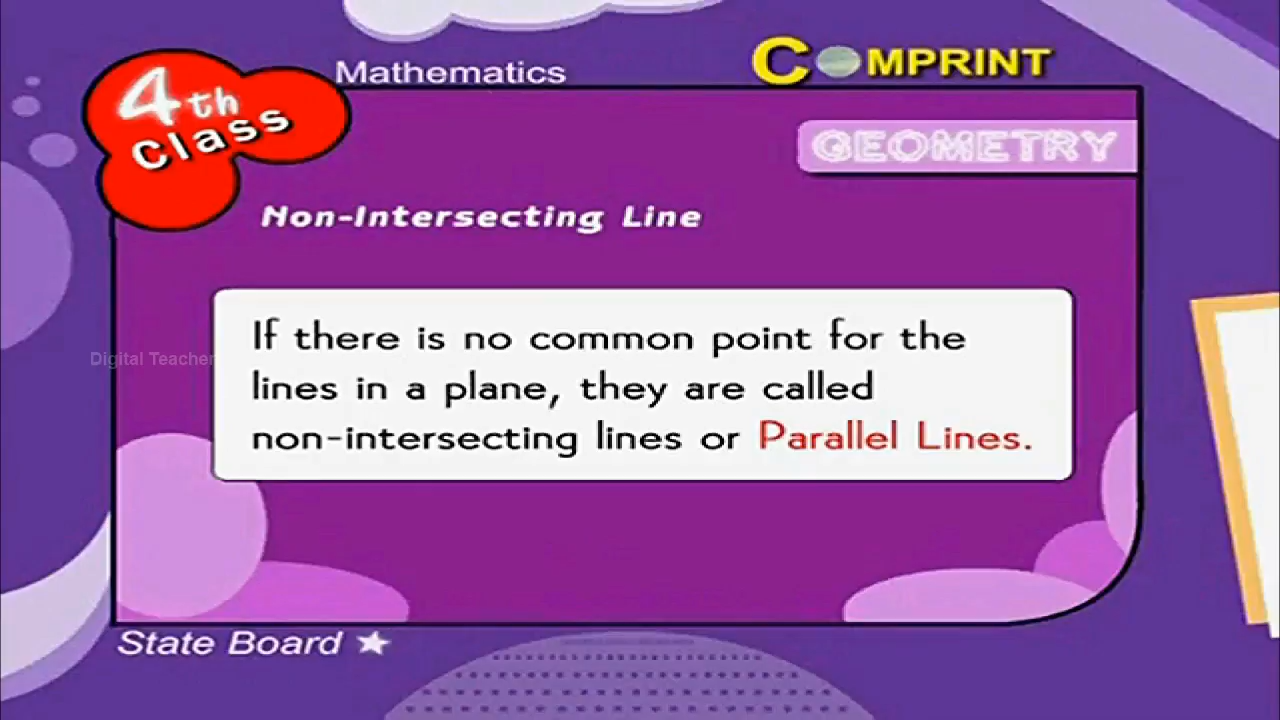 Mathematics
COMPRINT
4th
Class
GEOMETRY
Non-Intersecting Line
If there is no common point for the
lines in a plane, they are called
non-intersecting lines or Parallel Lines.
Digital Teacher
State Board